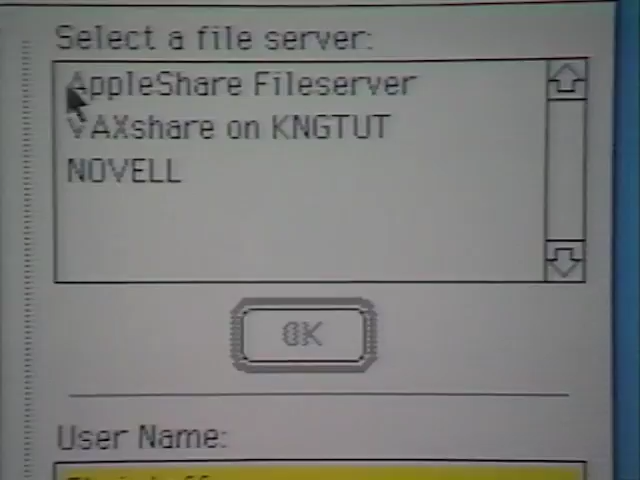 Select a file server:
AppleShare Fileserver
VAXshare on KNGTUT
NOVELL
OK
User Name: